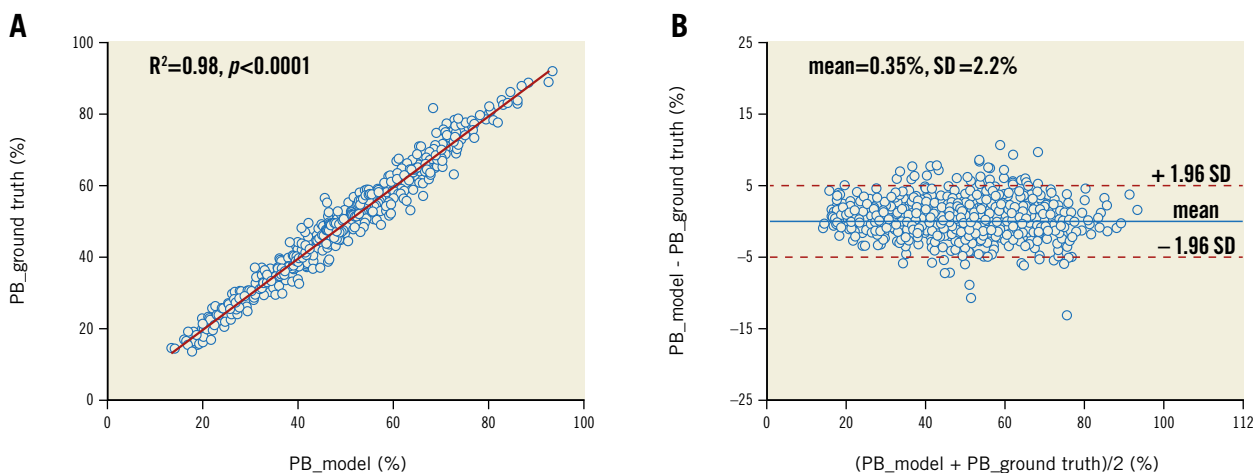 A
R²=0.98, p<0.0001
PB_ground truth (%)
100
80
60
40
20
0
0 20 40 60 80 100
PB_model (%)
B
mean=0.35%, SD =2.2%
PB_model - PB_ground truth (%)
25
15
5
−5
−15
−25
+ 1.96 SD
mean
− 1.96 SD
0 20 40 60 80 100 112
(PB_model + PB_ground truth)/2 (%)